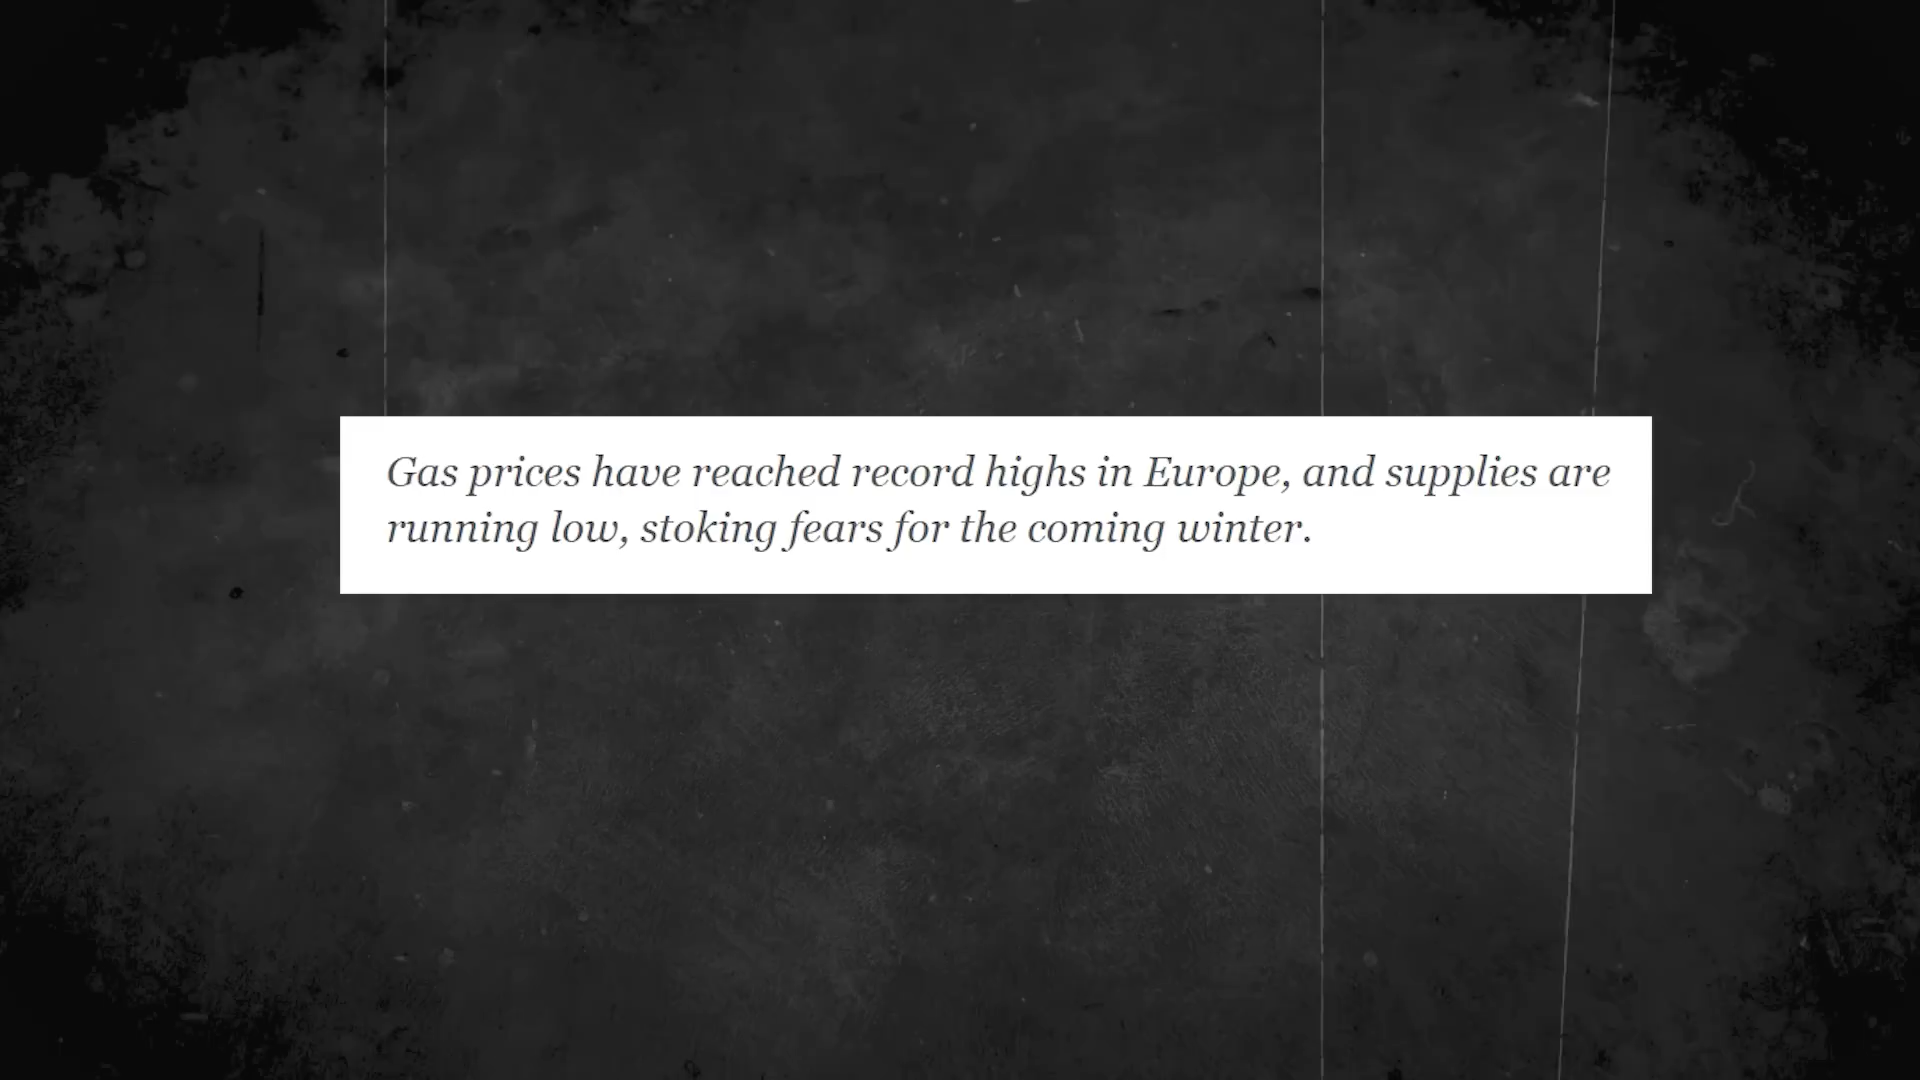 Gas prices have reached record highs in Europe, and supplies are
running low, stoking fears for the coming winter.